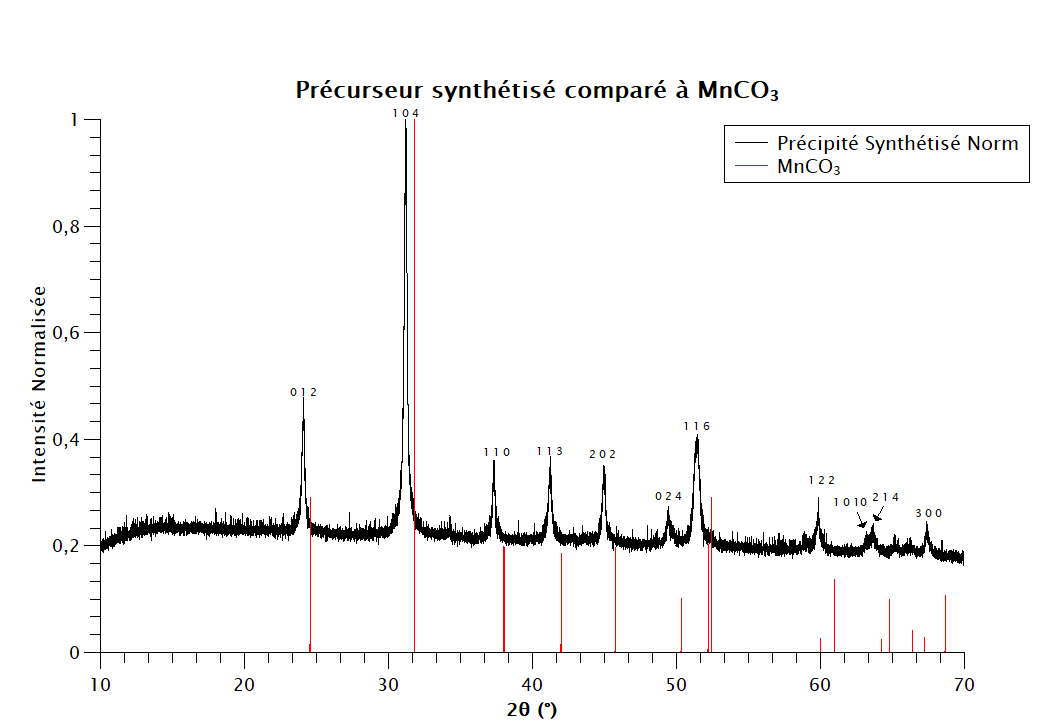 Précurseur synthétisé comparé à MnCO₃
Précipité Synthétisé Norm
MnCO₃
Intensité Normalisée
1
0,8
0,6
0,4
0,2
0
0 1 2
1 0 4
1 1 0
1 1 3
2 0 2
0 2 4
1 1 6
1 2 2
1 0 10
2 1 4
3 0 0
10 20 30 40 50 60 70
2θ (°)